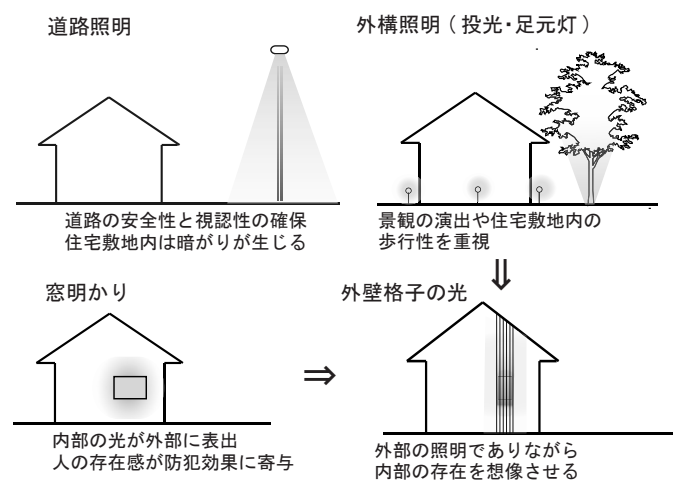 道路照明
外構照明 ( 投光・足元灯 )
道路の安全性と視認性の確保
住宅敷地内は暗がりが生じる
景観の演出や住宅敷地内の
歩行性を重視
窓明かり
外壁格子の光
内部の光が外部に表出
人の存在感が防犯効果に寄与
外部の照明でありながら
内部の存在を想像させる